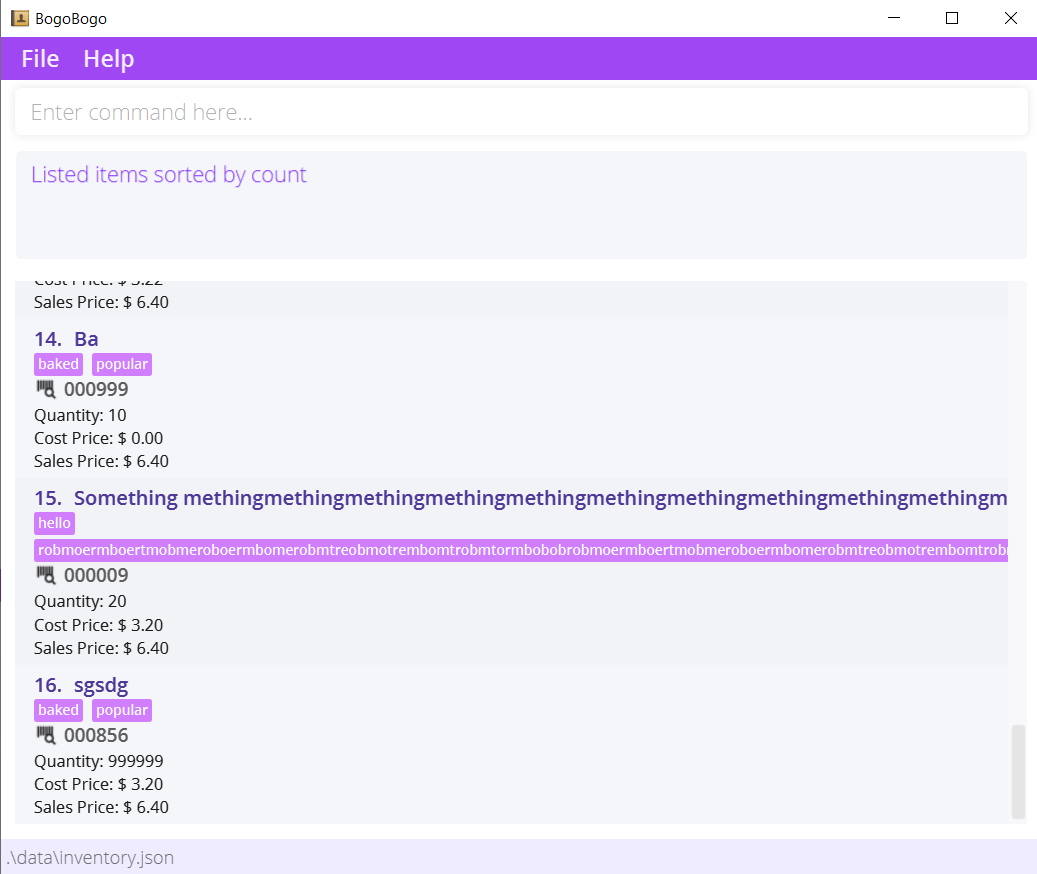 BogoBogo
File Help
Enter command here...
Listed items sorted by count
Cost Price: $ 3.22
Sales Price: $ 6.40
14. Ba
baked popular
000999
Quantity: 10
Cost Price: $ 0.00
Sales Price: $ 6.40
15. Something methingmethingmethingmethingmethingmethingmethingmethingmethingmethingm
hello
robmoermboertmobmeroboermbomerobmtreobmotrembomtrobmtormbobobrobmoermboertmobmeroboermbomerobmtreobmotrembomtrob
000009
Quantity: 20
Cost Price: $ 3.20
Sales Price: $ 6.40
16. sgsdg
baked popular
000856
Quantity: 999999
Cost Price: $ 3.20
Sales Price: $ 6.40
.\data\inventory.json